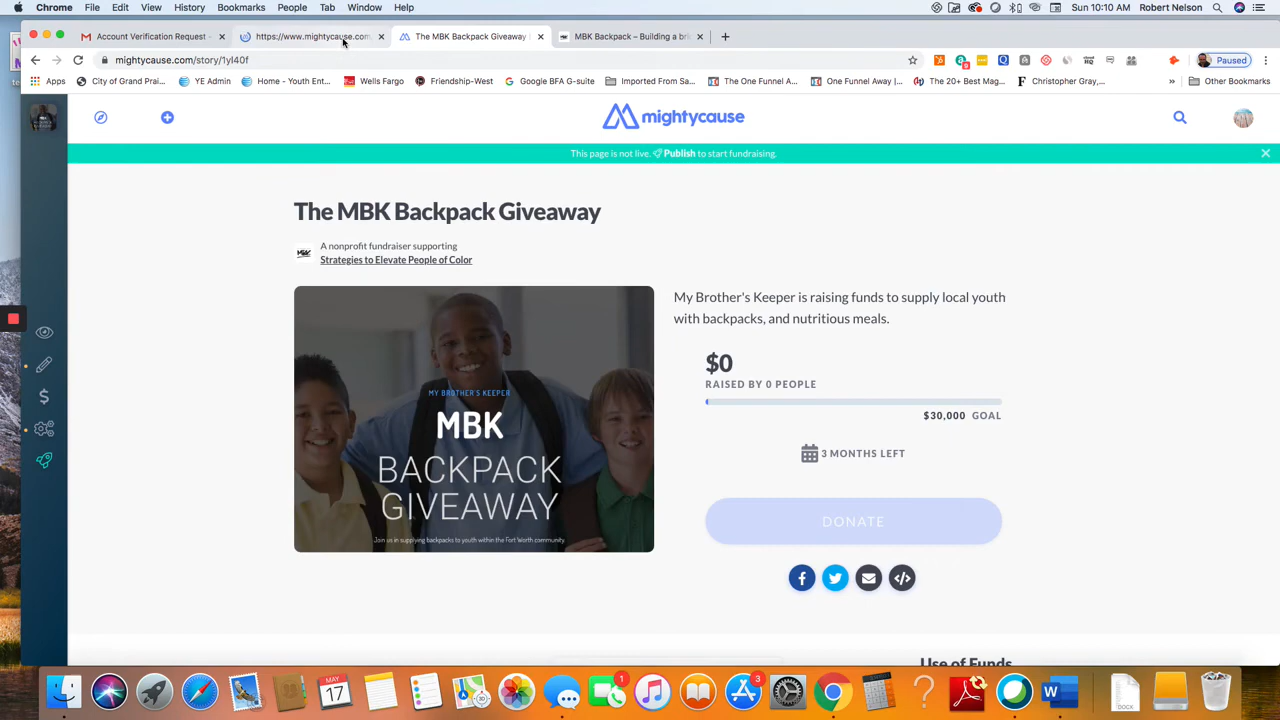 Chrome File Edit View History Bookmarks People Tab Window Help Sun 10:10 AM Robert Nelson
Account Verification Request - https://www.mightycause.com The MBK Backpack Giveaway MBK Backpack – Building a bri
mightycause.com/story/1yl40f Paused
Apps City of Grand Prai... YE Admin Home - Youth Ent... Wells Fargo Friendship-West Google BFA G-suite Imported From Sa... The One Funnel A... One Funnel Away |... The 20+ Best Mag... Christopher Gray,... » Other Bookmarks
mightycause
This page is not live. Publish to start fundraising.
The MBK Backpack Giveaway
A nonprofit fundraiser supporting
Strategies to Elevate People of Color
MY BROTHER'S KEEPER
MBK
BACKPACK
GIVEAWAY
Join us in supplying backpacks to youth within the Fort Worth community.
My Brother's Keeper is raising funds to supply local youth
with backpacks, and nutritious meals.
$0
RAISED BY 0 PEOPLE
$30,000 GOAL
3 MONTHS LEFT
DONATE
Use of Funds
MAY
17
1
3
DOCX